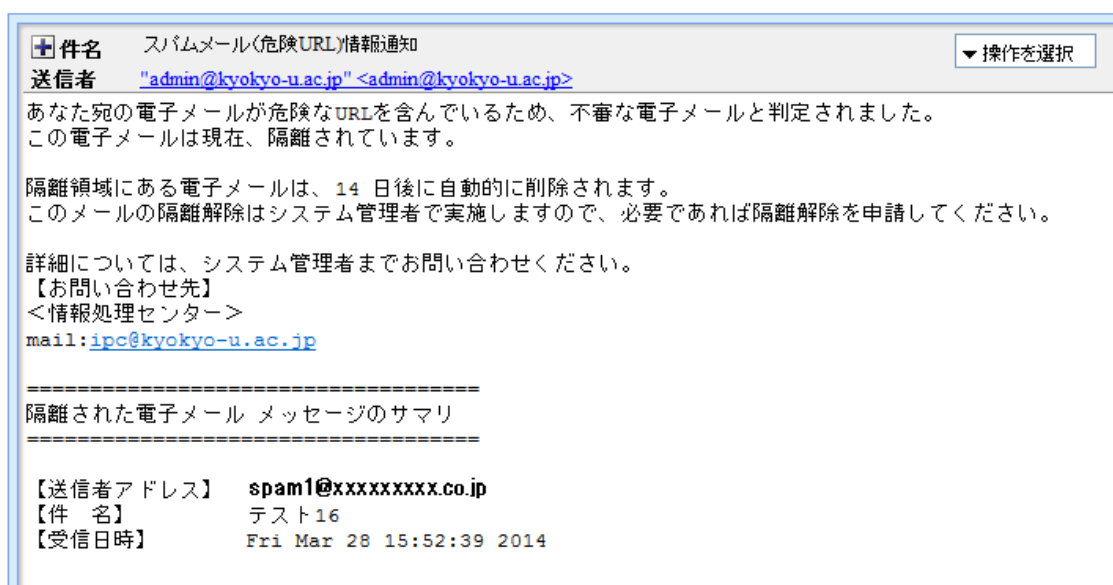 件名 スパムメール(危険URL)情報通知
▼操作を選択
送信者 "admin@kyokyo-u.ac.jp" <admin@kyokyo-u.ac.jp>
あなた宛の電子メールが危険なURLを含んでいるため、不審な電子メールと判定されました。
この電子メールは現在、隔離されています。
隔離領域にある電子メールは、14 日後に自動的に削除されます。
このメールの隔離解除はシステム管理者で実施しますので、必要であれば隔離解除を申請してください。
詳細については、システム管理者までお問い合わせください。
【お問い合わせ先】
＜情報処理センター＞
mail:ipc@kyokyo-u.ac.jp
====================================
隔離された電子メール メッセージのサマリ
====================================
【送信者アドレス】 spam1@xxxxxxxxx.co.jp
【件　名】 テスト16
【受信日時】 Fri Mar 28 15:52:39 2014